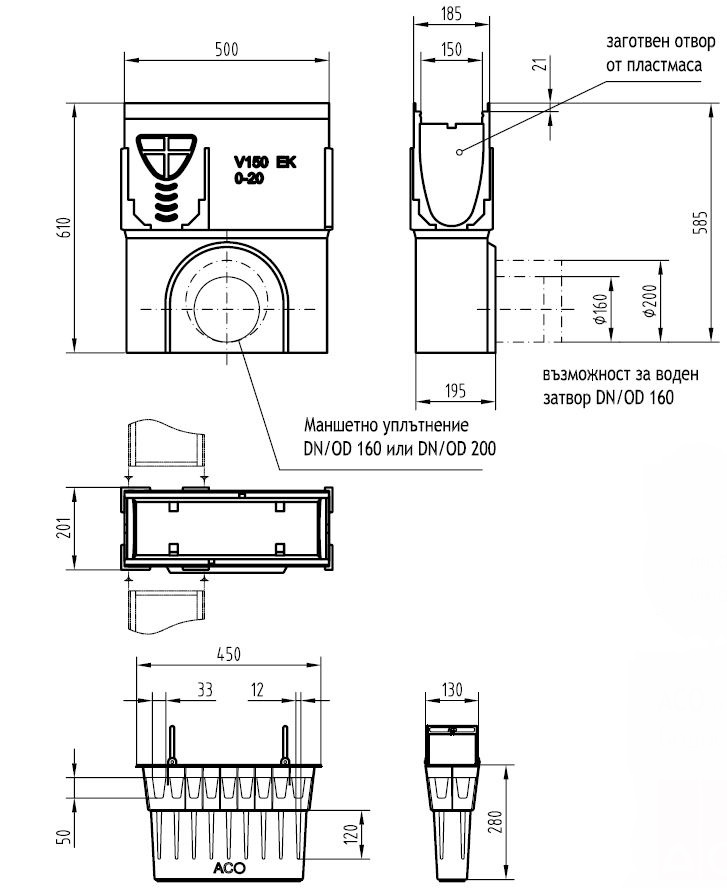 500
185
150
заготвен отвор
от пластмаса
21
V150 EK
0-20
610
585
Ø160
Ø200
195
възможност за воден
затвор DN/OD 160
Маншетно уплътнение
DN/OD 160 или DN/OD 200
201
450
33
12
130
50
120
280
ACO